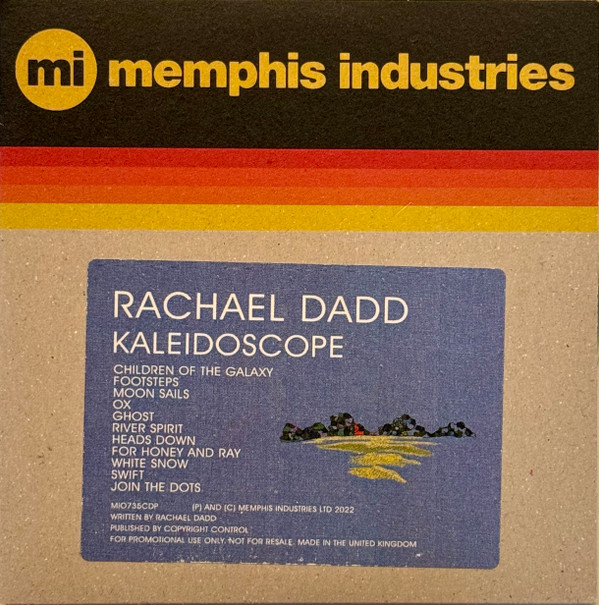 mi memphis industries
RACHAEL DADD
KALEIDOSCOPE
CHILDREN OF THE GALAXY
FOOTSTEPS
MOON SAILS
OX
GHOST
RIVER SPIRIT
HEADS DOWN
FOR HONEY AND RAY
WHITE SNOW
SWIFT
JOIN THE DOTS
MI0735CDP (P) AND (C) MEMPHIS INDUSTRIES LTD 2022
WRITTEN BY RACHAEL DADD
PUBLISHED BY COPYRIGHT CONTROL
FOR PROMOTIONAL USE ONLY. NOT FOR RESALE. MADE IN THE UNITED KINGDOM